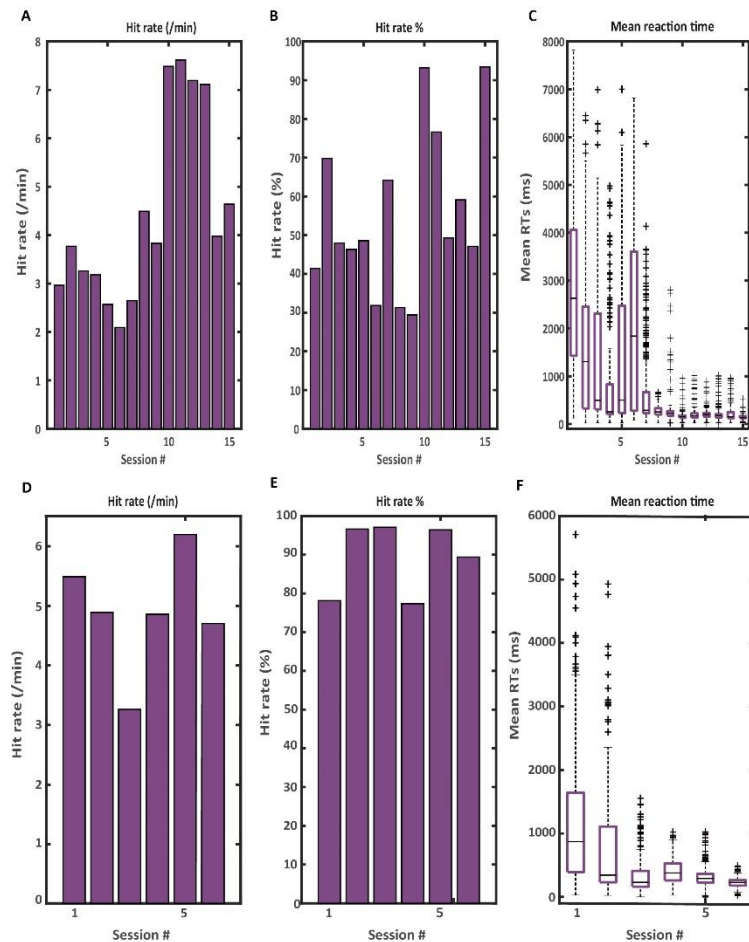 A
Hit rate (/min)
8
7
6
5
4
3
2
1
0
Hit rate (/min)
5
10
15
Session #
B
Hit rate %
100
90
80
70
60
50
40
30
20
10
0
Hit rate (%)
5
10
15
Session #
C
Mean reaction time
8000
7000
6000
5000
4000
3000
2000
1000
0
Mean RTs (ms)
5
10
15
Session #
D
Hit rate (/min)
6
5
4
3
2
1
0
Hit rate (/min)
1
5
Session #
E
Hit rate %
100
90
80
70
60
50
40
30
20
10
0
Hit rate (%)
1
5
Session #
F
Mean reaction time
6000
5000
4000
3000
2000
1000
0
Mean RTs (ms)
1
5
Session #